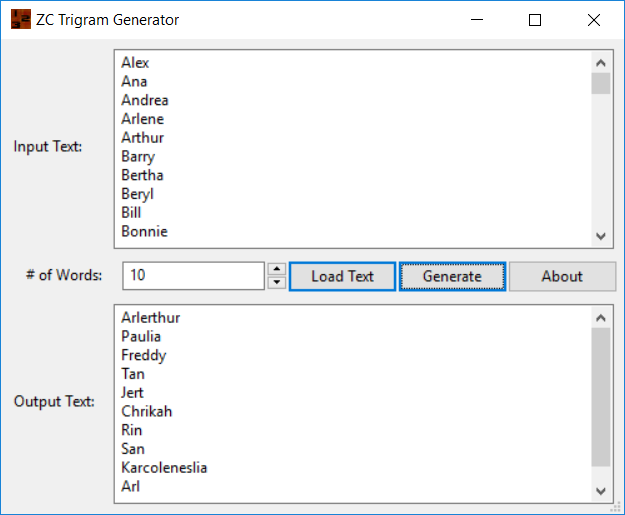 ZC Trigram Generator
Input Text:
Alex
Ana
Andrea
Arlene
Arthur
Barry
Bertha
Beryl
Bill
Bonnie
# of Words:
10
Load Text
Generate
About
Output Text:
Arlerthur
Paulia
Freddy
Tan
Jert
Chrikah
Rin
San
Karcoleneslia
Arl